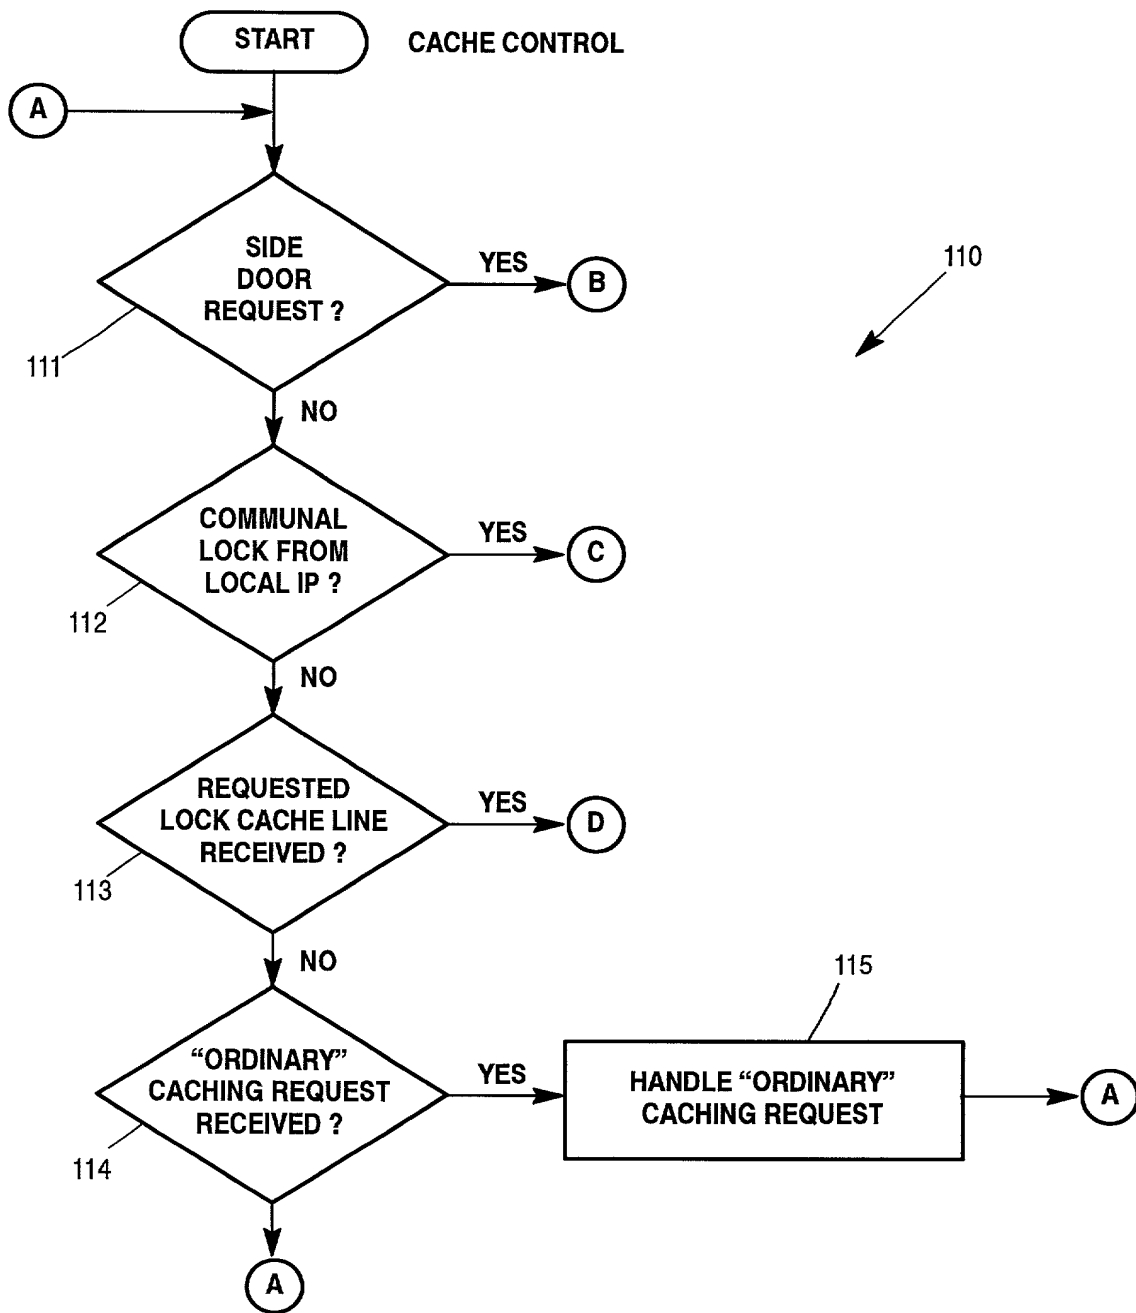 START
CACHE CONTROL
A
SIDE
DOOR
REQUEST ?
YES
B
110
111
NO
COMMUNAL
LOCK FROM
LOCAL IP ?
YES
C
112
NO
REQUESTED
LOCK CACHE LINE
RECEIVED ?
YES
D
113
NO
115
“ORDINARY”
CACHING REQUEST
RECEIVED ?
YES
HANDLE “ORDINARY”
CACHING REQUEST
A
114
A